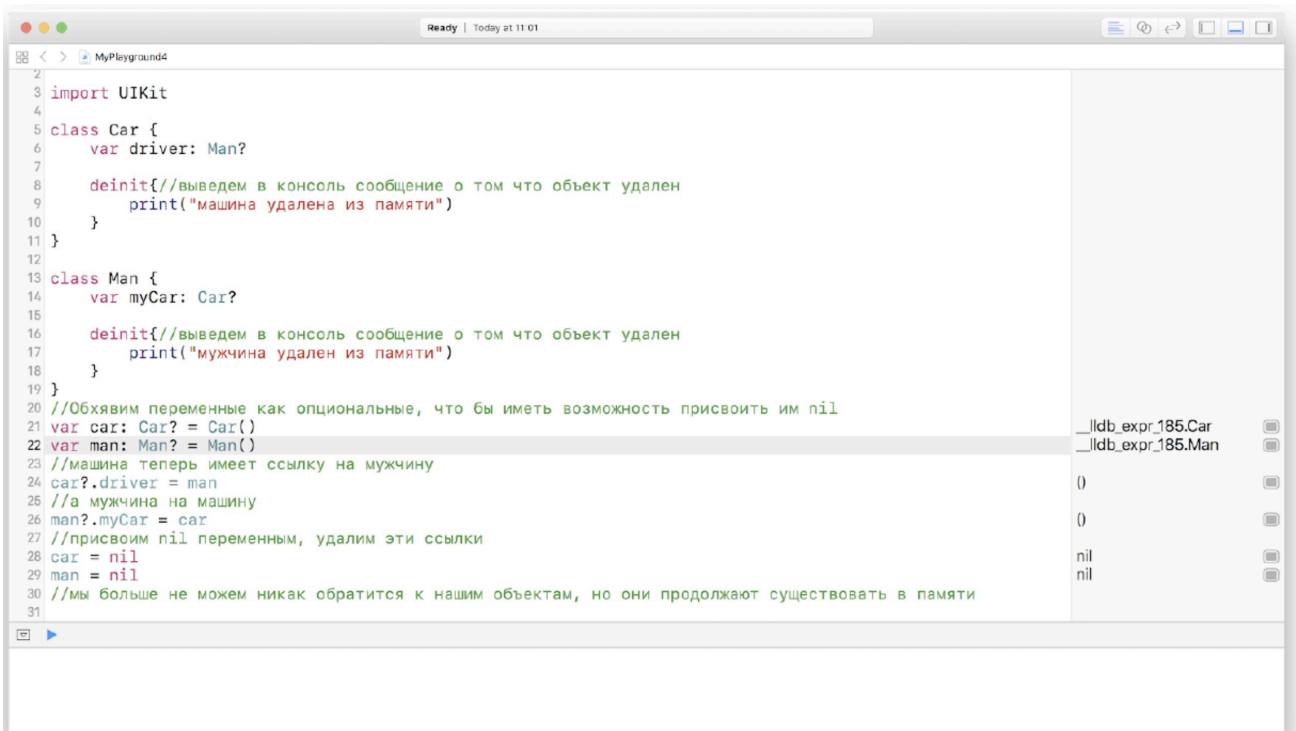 Ready | Today at 11:01
MyPlayground4
2
3 import UIKit
4
5 class Car {
6     var driver: Man?
7
8     deinit{//выведем в консоль сообщение о том что объект удален
9         print("машина удалена из памяти")
10     }
11 }
12
13 class Man {
14     var myCar: Car?
15
16     deinit{//выведем в консоль сообщение о том что объект удален
17         print("мужчина удален из памяти")
18     }
19 }
20 //Обхявим переменные как опциональные, что бы иметь возможность присвоить им nil
21 var car: Car? = Car() __lldb_expr_185.Car
22 var man: Man? = Man() __lldb_expr_185.Man
23 //машина теперь имеет ссылку на мужчину
24 car?.driver = man ()
25 //а мужчина на машину
26 man?.myCar = car ()
27 //присвоим nil переменным, удалим эти ссылки
28 car = nil nil
29 man = nil nil
30 //мы больше не можем никак обратится к нашим объектам, но они продолжают существовать в памяти
31